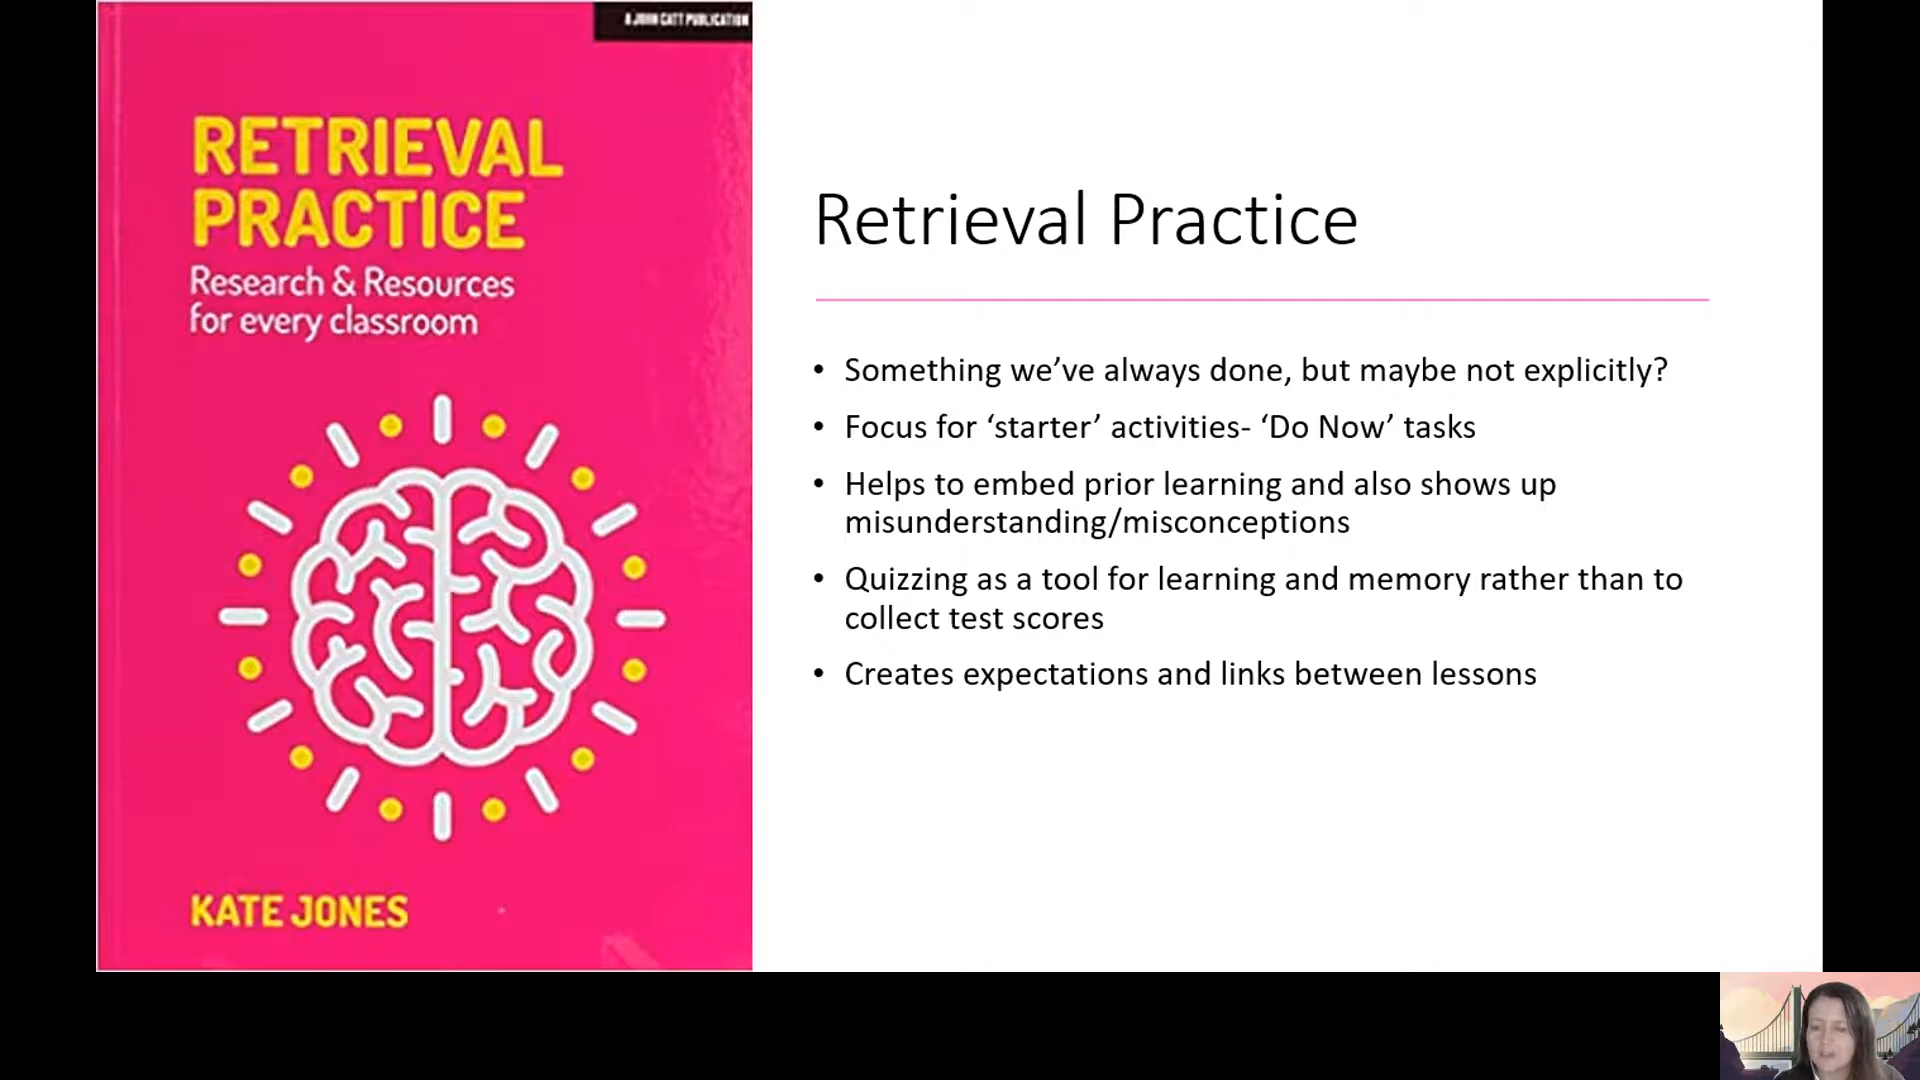 A JOHN CATT PUBLICATION
RETRIEVAL
PRACTICE
Research & Resources
for every classroom
KATE JONES
Retrieval Practice
• Something we’ve always done, but maybe not explicitly?
• Focus for ‘starter’ activities- ‘Do Now’ tasks
• Helps to embed prior learning and also shows up
misunderstanding/misconceptions
• Quizzing as a tool for learning and memory rather than to
collect test scores
• Creates expectations and links between lessons